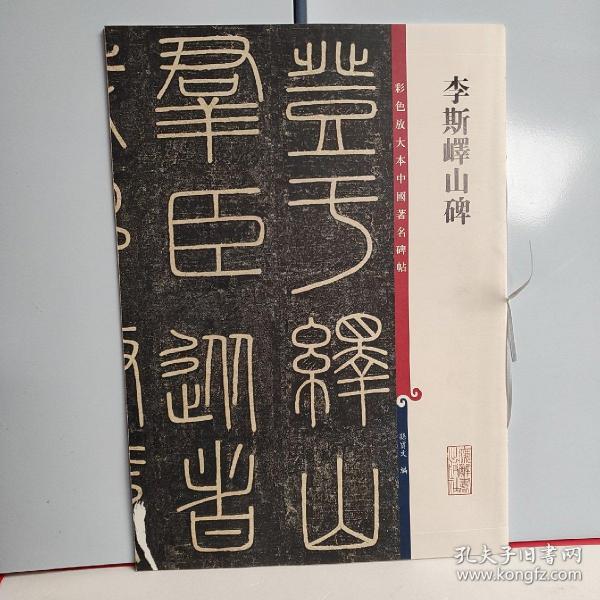 李斯嶧山碑
彩色放大本中國著名碑帖
孫寶文 編
登于繹山
群臣從者
孔夫子旧书网
www.kongfz.com